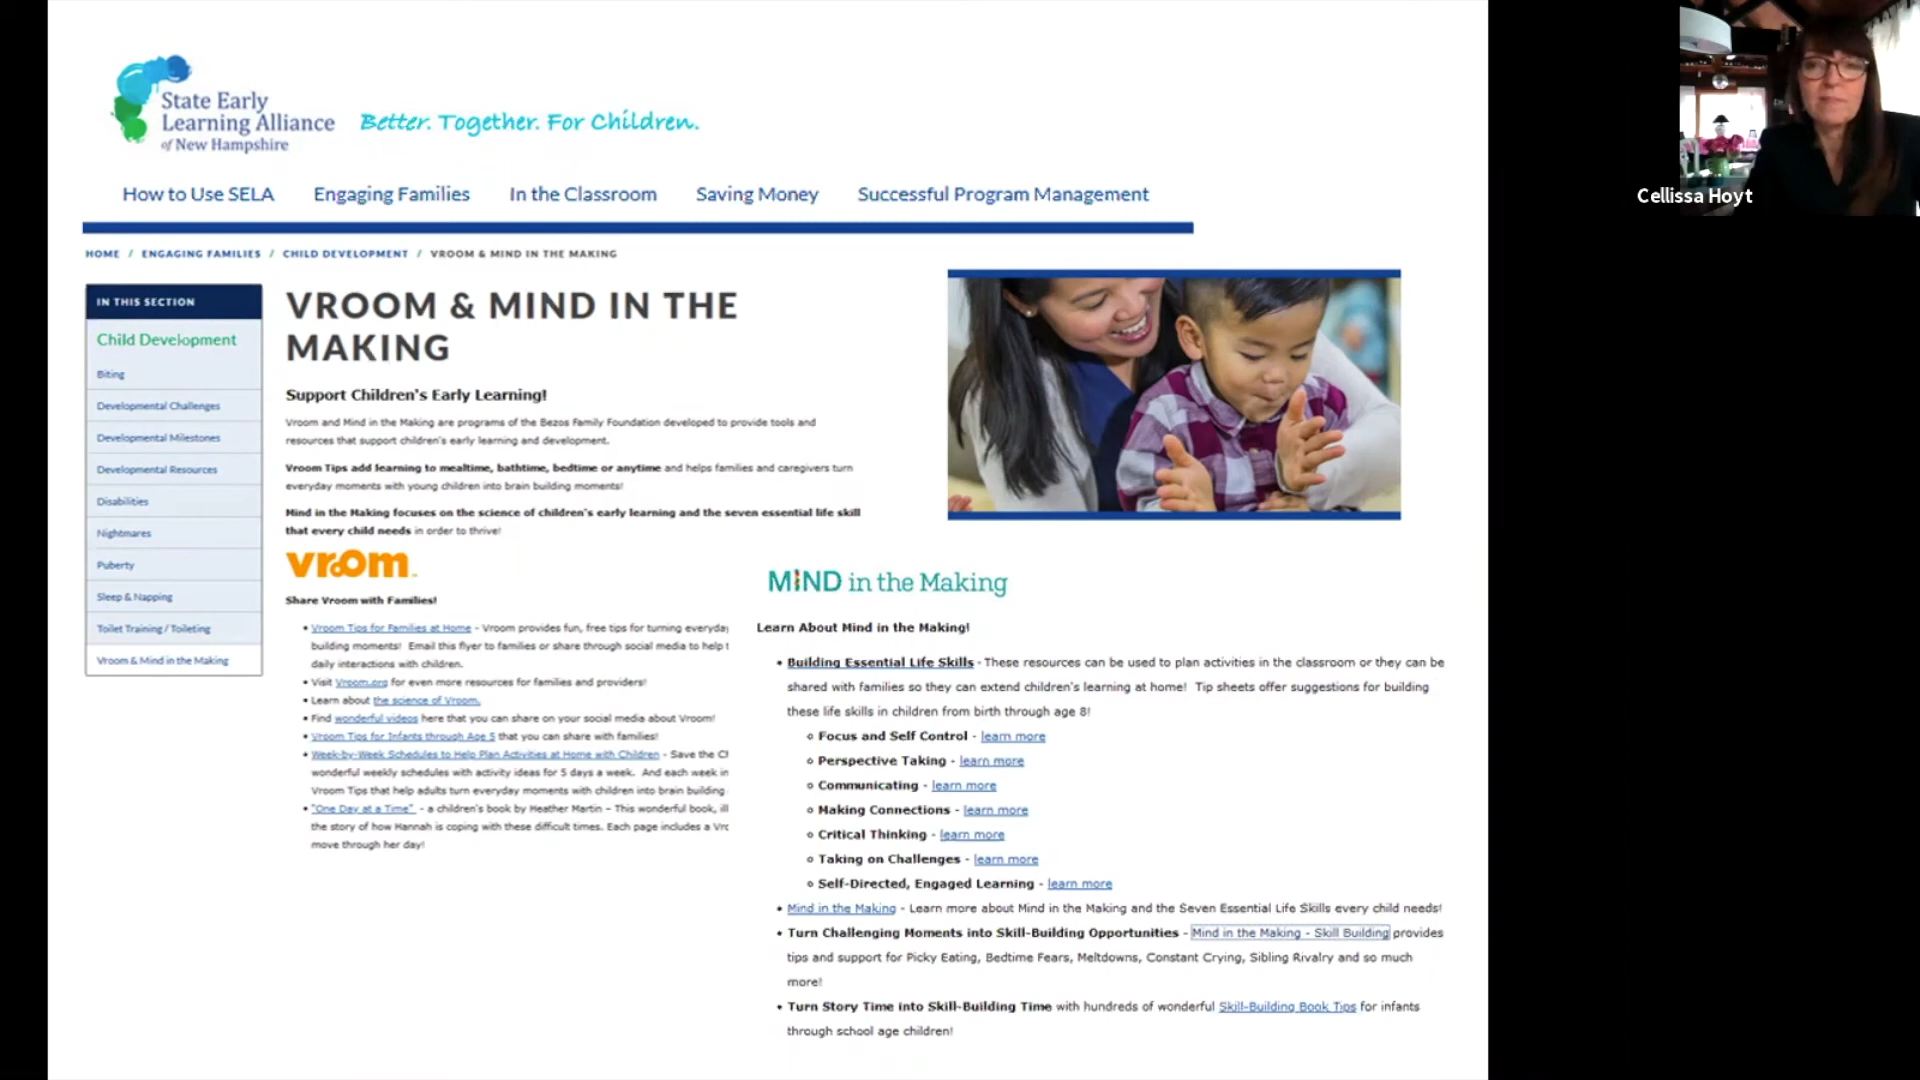 State Early
Learning Alliance
of New Hampshire
Better. Together. For Children.
How to Use SELA
Engaging Families
In the Classroom
Saving Money
Successful Program Management
HOME / ENGAGING FAMILIES / CHILD DEVELOPMENT / VROOM & MIND IN THE MAKING
IN THIS SECTION
Child Development
Biting
Developmental Challenges
Developmental Milestones
Developmental Resources
Disabilities
Nightmares
Puberty
Sleep & Napping
Toilet Training / Toileting
Vroom & Mind in the Making
VROOM & MIND IN THE
MAKING
Support Children's Early Learning!
Vroom and Mind in the Making are programs of the Bezos Family Foundation developed to provide tools and
resources that support children's early learning and development.
Vroom Tips add learning to mealtime, bathtime, bedtime or anytime and helps families and caregivers turn
everyday moments with young children into brain building moments!
Mind in the Making focuses on the science of children's early learning and the seven essential life skill
that every child needs in order to thrive!
vroom
Share Vroom with Families!
• Vroom Tips for Families at Home - Vroom provides fun, free tips for turning everyday
building moments! Email this flyer to families or share through social media to help t
daily interactions with children.
• Visit Vroom.org for even more resources for families and providers!
• Learn about the science of Vroom.
• Find wonderful videos here that you can share on your social media about Vroom!
• Vroom Tips for Infants through Age 5 that you can share with families!
• Week-by-Week Schedules to Help Plan Activities at Home with Children - Save the Cl
wonderful weekly schedules with activity ideas for 5 days a week. And each week in
Vroom Tips that help adults turn everyday moments with children into brain building
• "One Day at a Time" - a children's book by Heather Martin – This wonderful book, ill
the story of how Hannah is coping with these difficult times. Each page includes a Vro
move through her day!
MIND in the Making
Learn About Mind in the Making!
• Building Essential Life Skills - These resources can be used to plan activities in the classroom or they can be
shared with families so they can extend children's learning at home! Tip sheets offer suggestions for building
these life skills in children from birth through age 8!
Focus and Self Control - learn more
Perspective Taking - learn more
Communicating - learn more
Making Connections - learn more
Critical Thinking - learn more
Taking on Challenges - learn more
Self-Directed, Engaged Learning - learn more
• Mind in the Making - Learn more about Mind in the Making and the Seven Essential Life Skills every child needs!
• Turn Challenging Moments into Skill-Building Opportunities - Mind in the Making - Skill Building provides
tips and support for Picky Eating, Bedtime Fears, Meltdowns, Constant Crying, Sibling Rivalry and so much
more!
• Turn Story Time into Skill-Building Time with hundreds of wonderful Skill-Building Book Tips for infants
through school age children!
Cellissa Hoyt